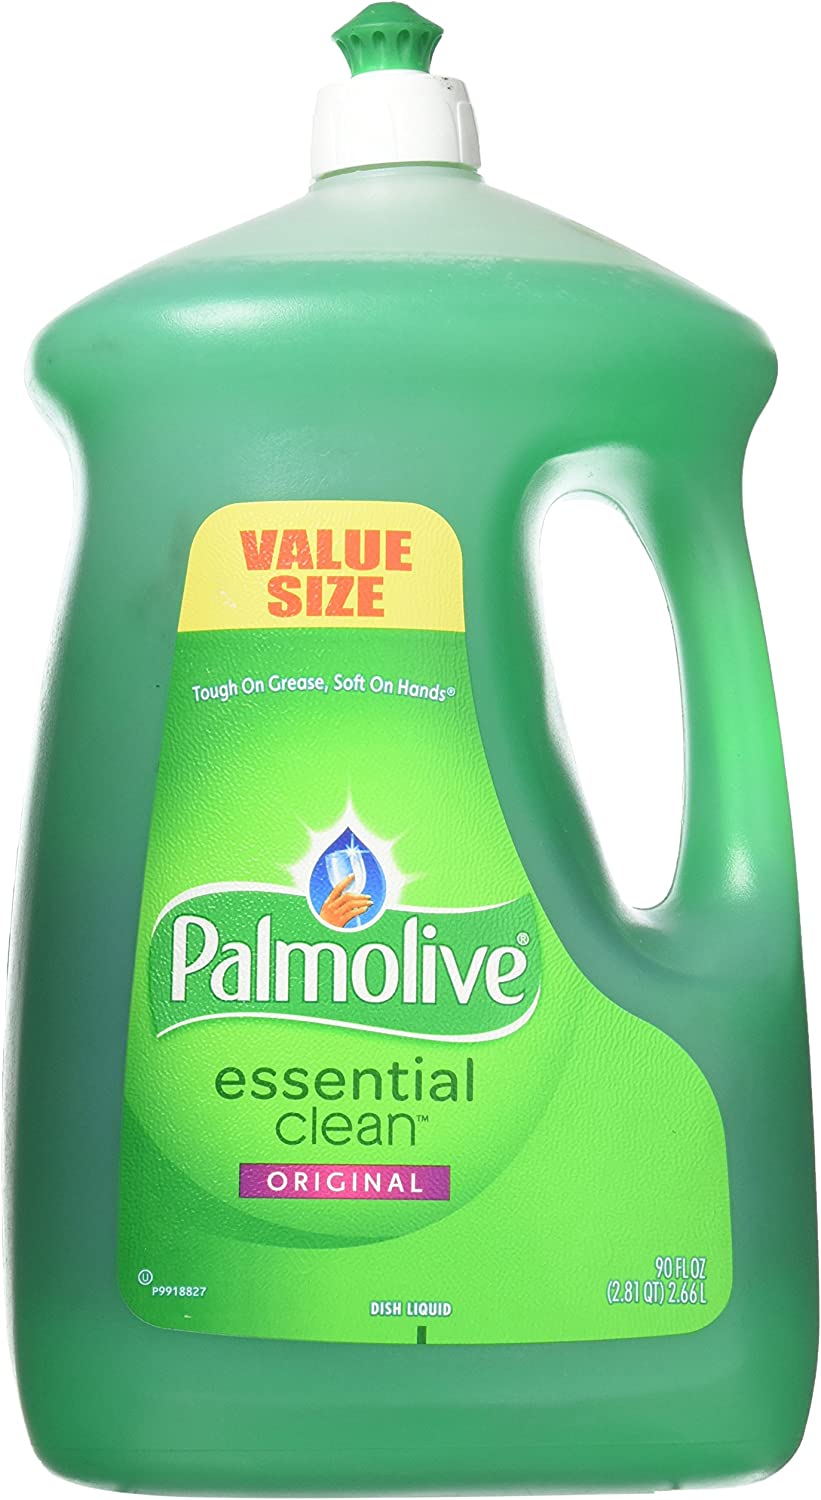 VALUE
SIZE
Tough On Grease, Soft On Hands®
Palmolive®
essential
clean™
ORIGINAL
90 FL OZ
(2.81 QT) 2.66 L
Ⓤ
P9918827
DISH LIQUID